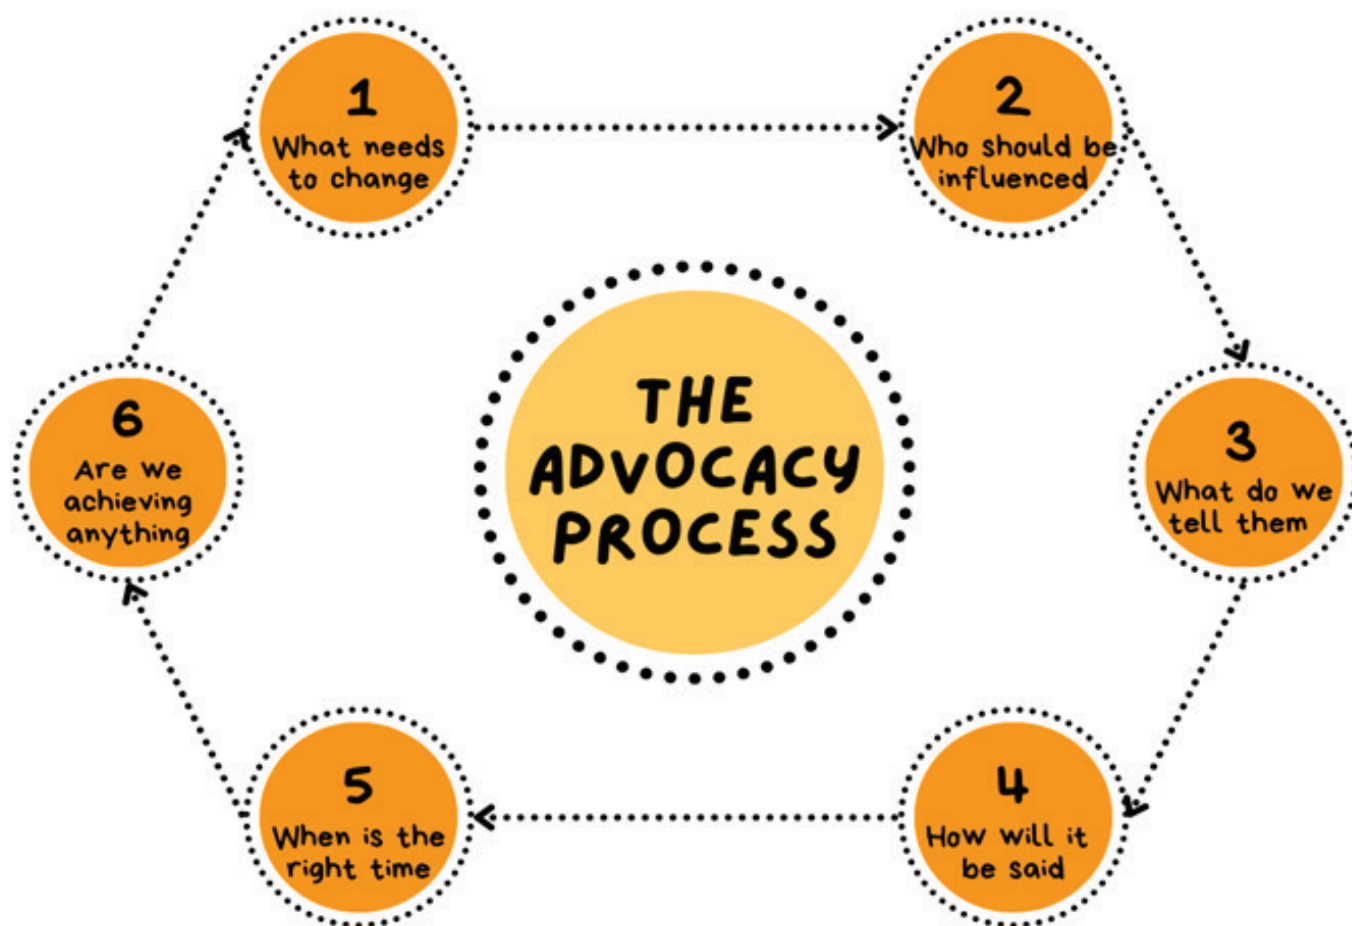 1
What needs
to change
2
Who should be
influenced
THE
ADVOCACY
PROCESS
3
What do we
tell them
4
How will it
be said
5
When is the
right time
6
Are we
achieving
anything